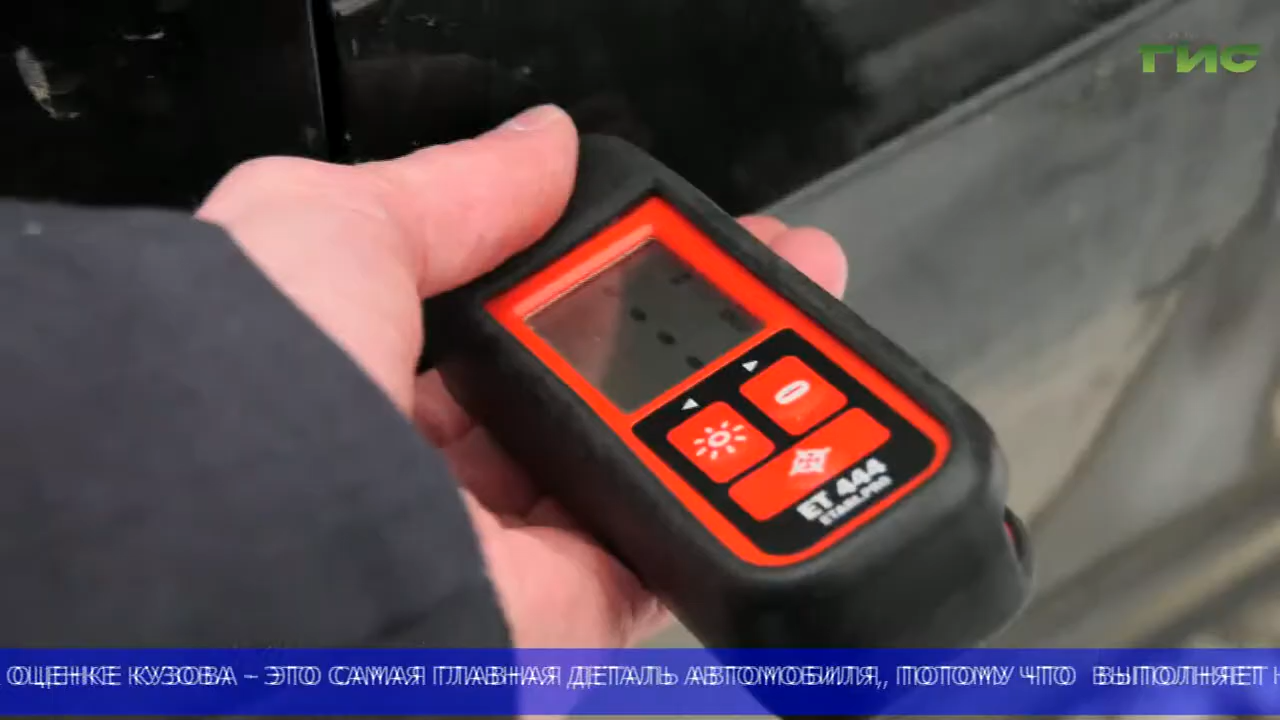 ГИС
ET 444
ETARI.PRO
ОЦЕНКЕ КУЗОВА – ЭТО САМАЯ ГЛАВНАЯ ДЕТАЛЬ АВТОМОБИЛЯ, ПОТОМУ ЧТО ВЫПОЛНЯЕТ